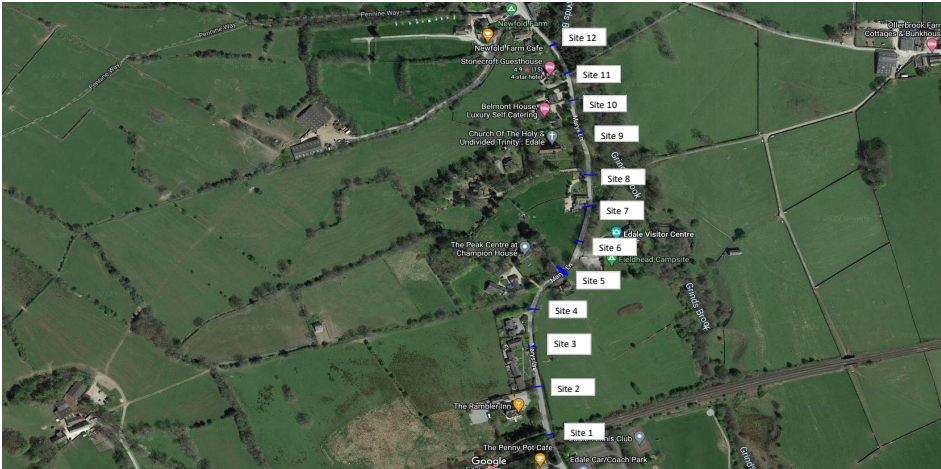 Pennine Way
Pennine Way
Pennine Way
Newfold Farm
Newfold Farm Cafe
Site 12
Ollerbrook Farm
Cottages & Bunkhous
Stonecroft Guesthouse
4.9 ★ (15)
4-star hotel
Site 11
Belmont House,
Luxury Self Catering
Site 10
Church Of The Holy &
Undivided Trinity : Edale
Site 9
Site 8
Site 7
Edale Visitor Centre
The Peak Centre at
Champion House
Site 6
Fieldhead Campsite
Site 5
Grinds Brook
Site 4
Site 3
Site 2
The Rambler Inn
Site 1
The Penny Pot Cafe
Google
Edale Car/Coach Park